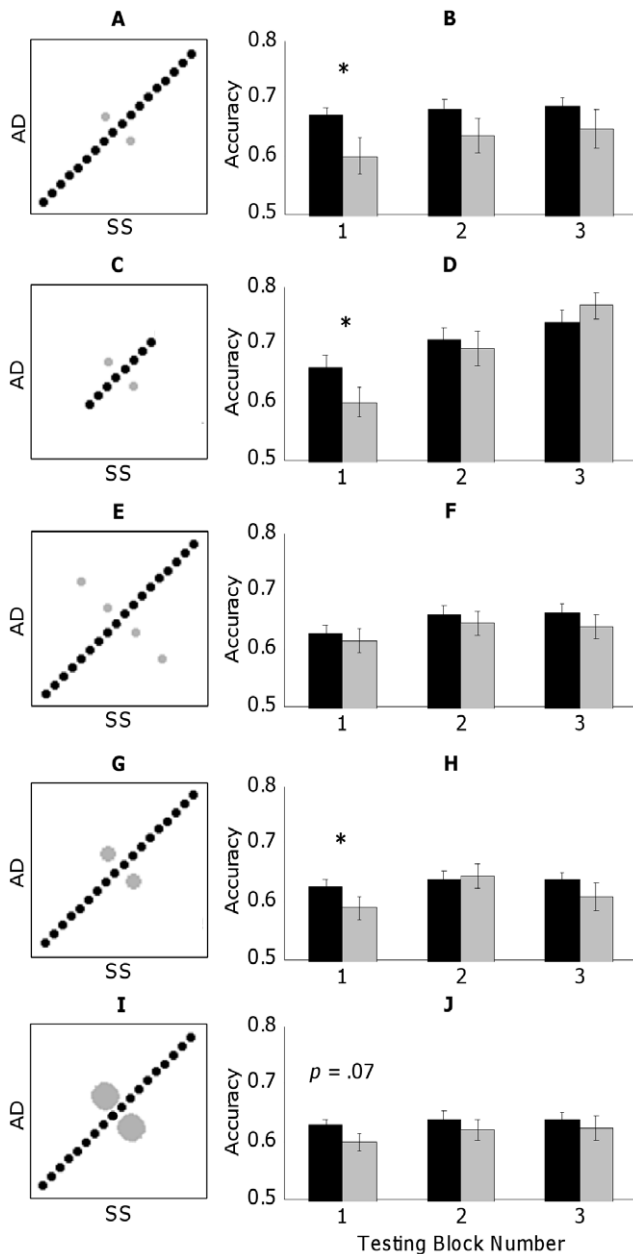 A
B
AD
SS
Accuracy
0.8
0.7
0.6
0.5
*
1 2 3
C
D
AD
SS
Accuracy
0.8
0.7
0.6
0.5
*
1 2 3
E
F
AD
SS
Accuracy
0.8
0.7
0.6
0.5
1 2 3
G
H
AD
SS
Accuracy
0.8
0.7
0.6
0.5
*
1 2 3
I
J
AD
SS
Accuracy
0.8
0.7
0.6
0.5
p = .07
1 2 3
Testing Block Number